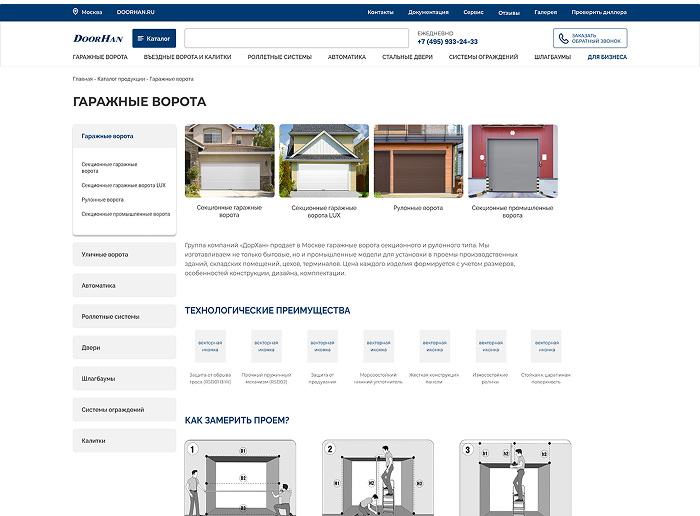 Москва DOORHAN.RU Контакты Документация Сервис Отзывы Галерея Проверить диллера
DOORHAN Каталог ЕЖЕДНЕВНО +7 (495) 933-24-33 ЗАКАЗАТЬ ОБРАТНЫЙ ЗВОНОК
ГАРАЖНЫЕ ВОРОТА ВЪЕЗДНЫЕ ВОРОТА И КАЛИТКИ РОЛЛЕТНЫЕ СИСТЕМЫ АВТОМАТИКА СТАЛЬНЫЕ ДВЕРИ СИСТЕМЫ ОГРАЖДЕНИЙ ШЛАГБАУМЫ ДЛЯ БИЗНЕСА
Главная - Каталог продукции - Гаражные ворота
ГАРАЖНЫЕ ВОРОТА
Гаражные ворота
Секционные гаражные
ворота
Секционные гаражные ворота LUX
Рулонные ворота
Секционные промышленные ворота
Уличные ворота
Автоматика
Роллетные системы
Двери
Шлагбаумы
Системы ограждений
Калитки
Секционные гаражные
ворота
Секционные гаражные
ворота LUX
Рулонные ворота
Секционные промышленные
ворота
Группа компаний «ДорХан» продает в Москве гаражные ворота секционного и рулонного типа. Мы
изготавливаем не только бытовые, но и промышленные модели для установки в проемы производственных
зданий, складских помещений, цехов, терминалов. Цена каждого изделия формируется с учетом размеров,
особенностей конструкции, дизайна, комплектации.
ТЕХНОЛОГИЧЕСКИЕ ПРЕИМУЩЕСТВА
векторная
иконка
векторная
иконка
векторная
иконка
векторная
иконка
векторная
иконка
векторная
иконка
векторная
иконка
Защита от обрыва
троса (RSD01 BIW)
Прочный пружинный
механизм (RSD02)
Защита от
продувания
Морозостойкий
нижний уплотнитель
Жесткая конструкция
панели
Износостойкие
ролики
Стойкая к царапинам
поверхность
КАК ЗАМЕРИТЬ ПРОЕМ?
1 B1 B2 B3
2 H1 H2 H3
3 H1 H2